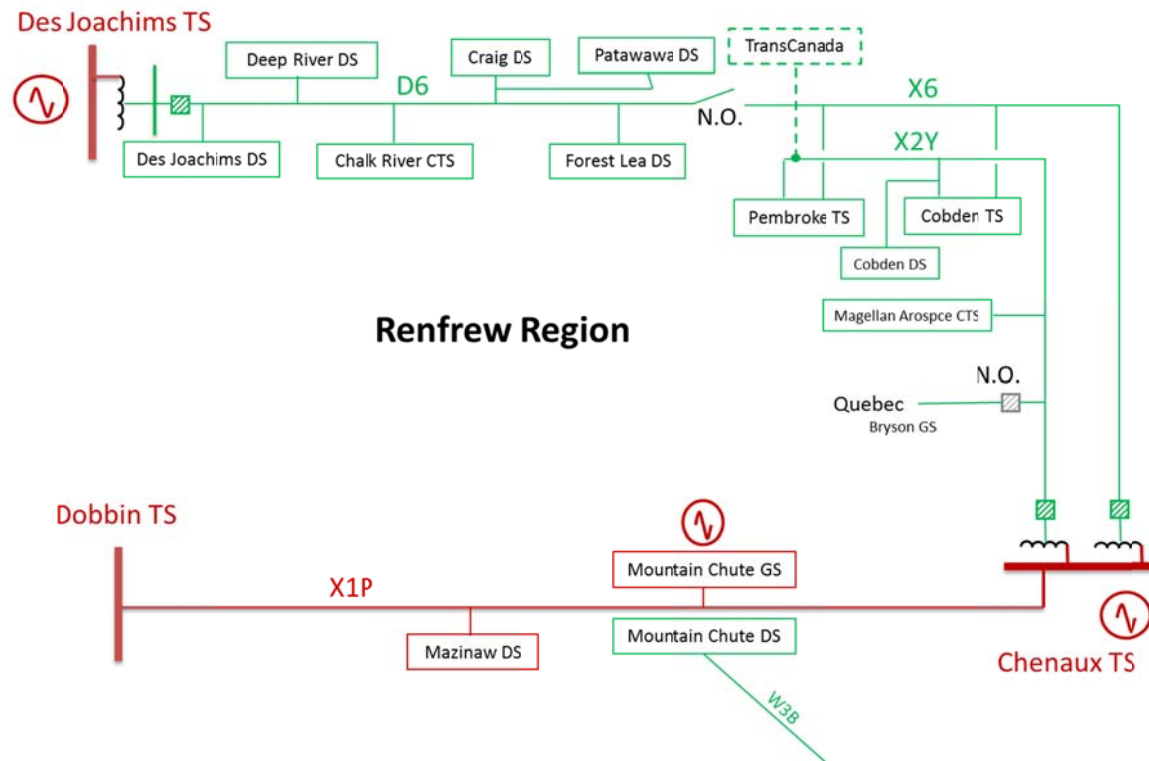 Des Joachims TS
Deep River DS
Craig DS
Patawawa DS
TransCanada
D6
X6
N.O.
X2Y
Des Joachims DS
Chalk River CTS
Forest Lea DS
Pembroke TS
Cobden TS
Cobden DS
Magellan Arospce CTS
Renfrew Region
N.O.
Quebec
Bryson GS
Dobbin TS
Mountain Chute GS
X1P
Mountain Chute DS
Mazinaw DS
Chenaux TS
W3B